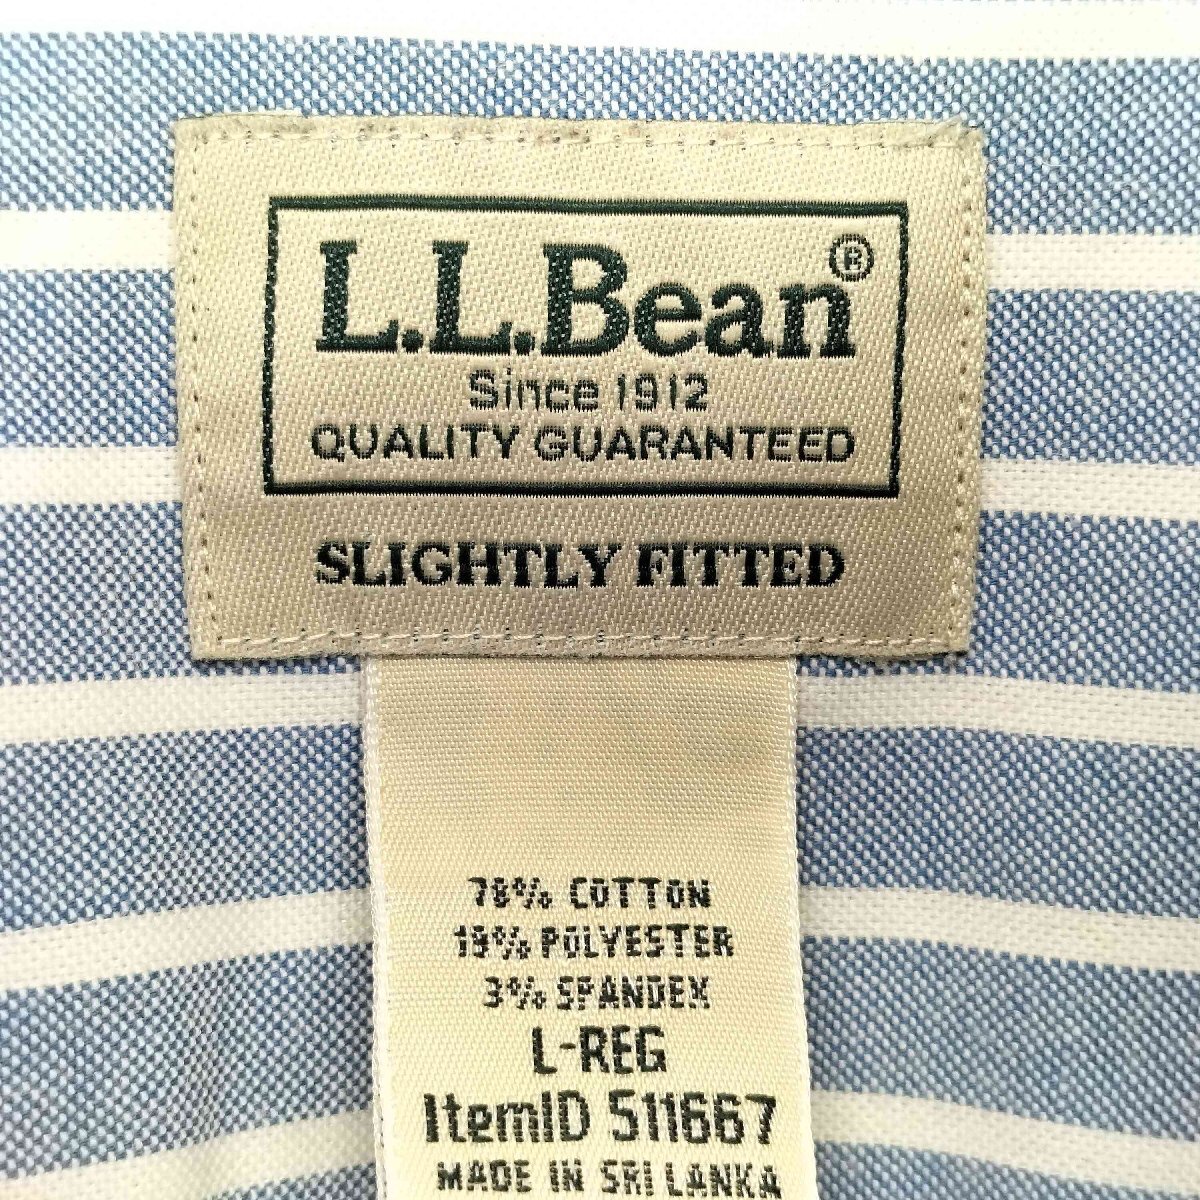 L.L.Bean®
Since 1912
QUALITY GUARANTEED
SLIGHTLY FITTED
78% COTTON
19% POLYESTER
3% SPANDEX
L-REG
ItemID 511667
MADE IN SRI LANKA